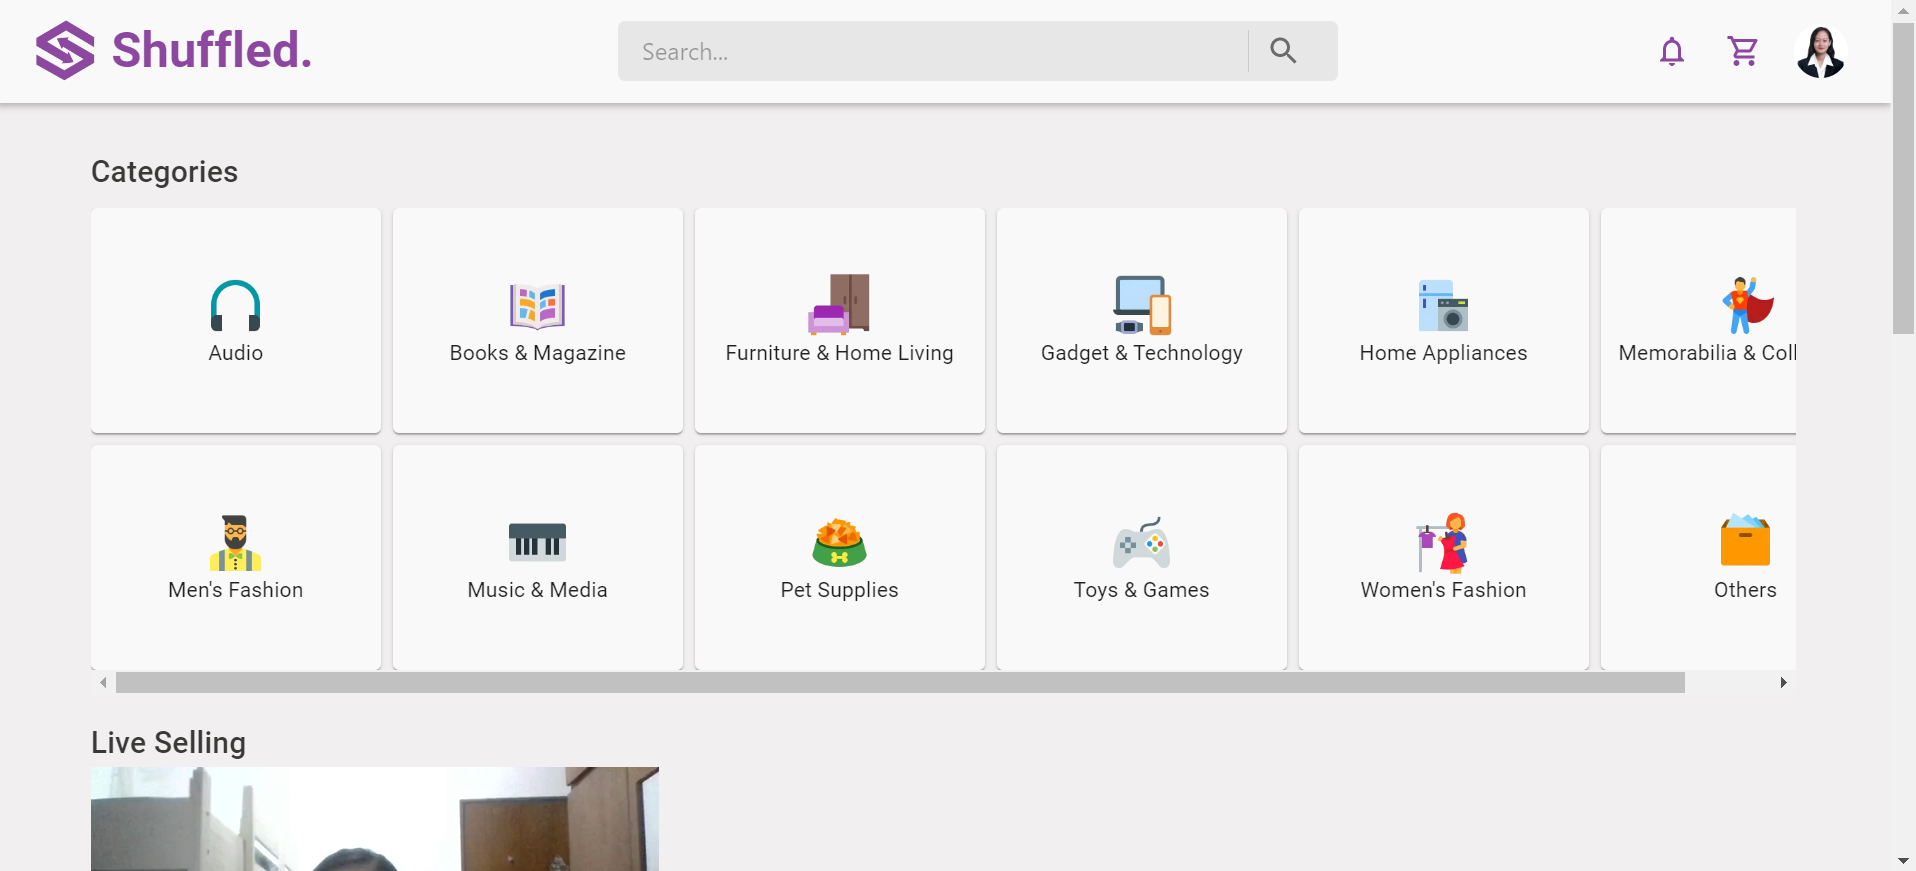 Shuffled.
Search...
Categories
Audio
Books & Magazine
Furniture & Home Living
Gadget & Technology
Home Appliances
Memorabilia & Coll
Men's Fashion
Music & Media
Pet Supplies
Toys & Games
Women's Fashion
Others
Live Selling